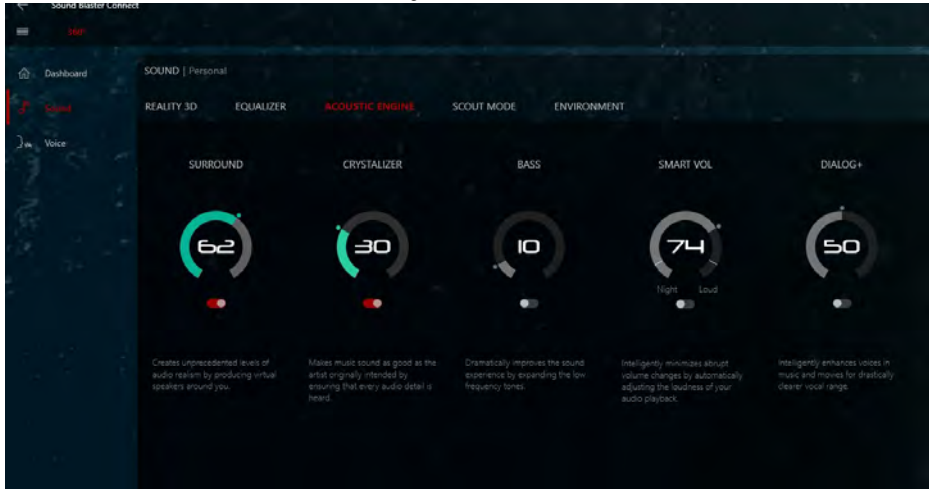 Sound Blaster Connect
Dashboard
Sound
Voice
SOUND | Personal
REALITY 3D EQUALIZER ACOUSTIC ENGINE SCOUT MODE ENVIRONMENT
SURROUND
62
Creates unprecedented levels of
audio realism by producing virtual
speakers around you.
CRYSTALIZER
30
Makes music sound as good as the
artist originally intended by
ensuring that every audio detail is
heard.
BASS
10
Dramatically improves the sound
experience by expanding the low
frequency tones.
SMART VOL
74
Night Loud
Intelligently minimizes abrupt
volume changes by automatically
adjusting the loudness of your
audio playback.
DIALOG+
50
Intelligently enhances voices in
music and movies for drastically
clearer vocal range.